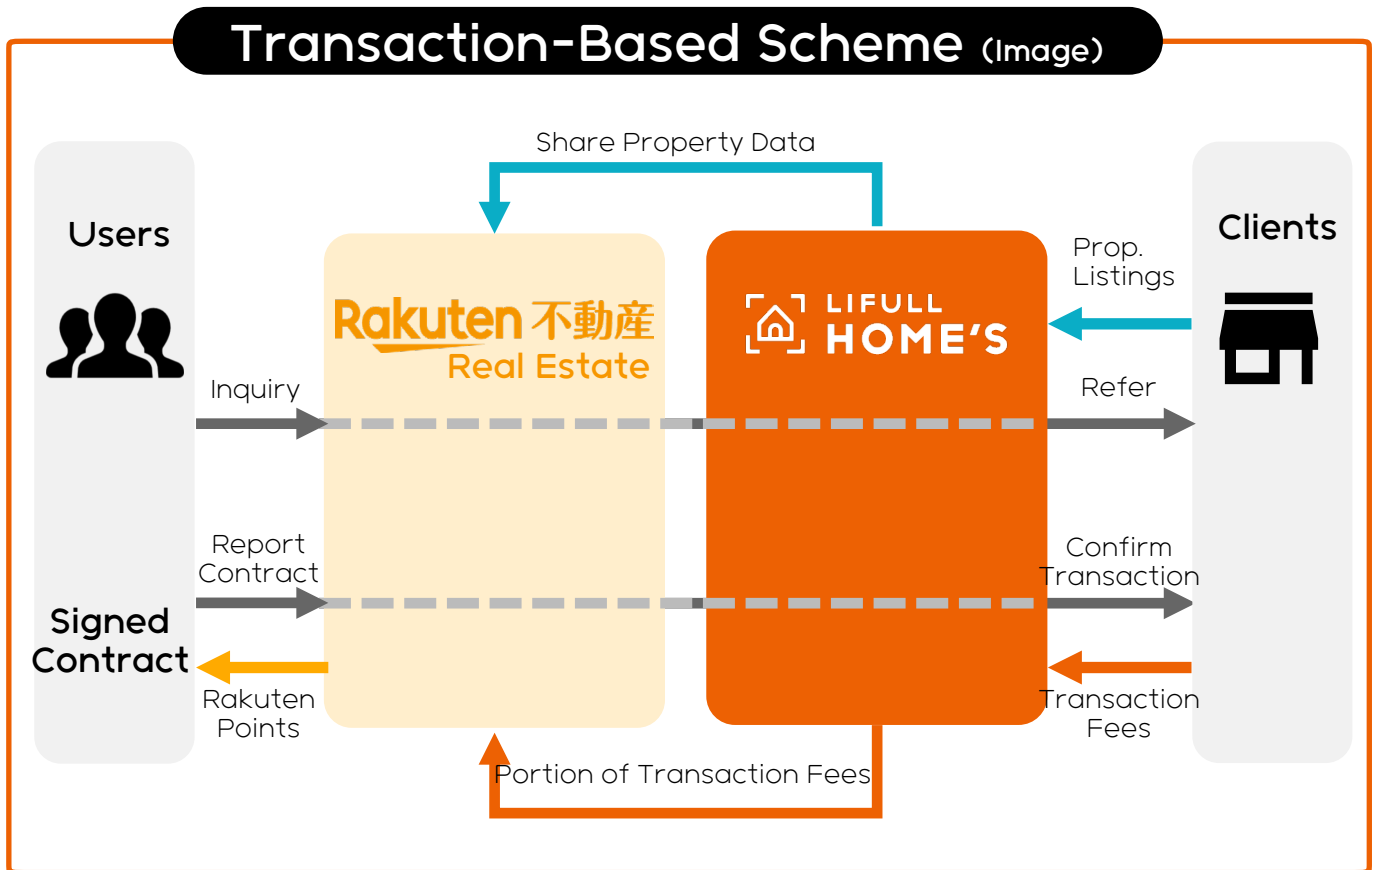 Transaction-Based Scheme (Image)
Share Property Data
Users
Clients
Prop.
Listings
Rakuten 不動産
Real Estate
LIFULL
HOME'S
Inquiry
Refer
Report
Contract
Confirm
Transaction
Signed
Contract
Rakuten
Points
Transaction
Fees
Portion of Transaction Fees